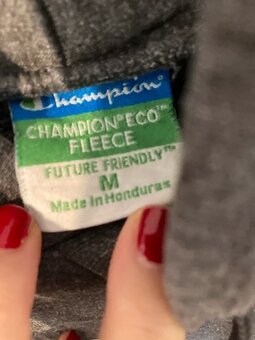 Champion®
CHAMPION® ECO™
FLEECE
FUTURE FRIENDLY™
M
Made in Honduras